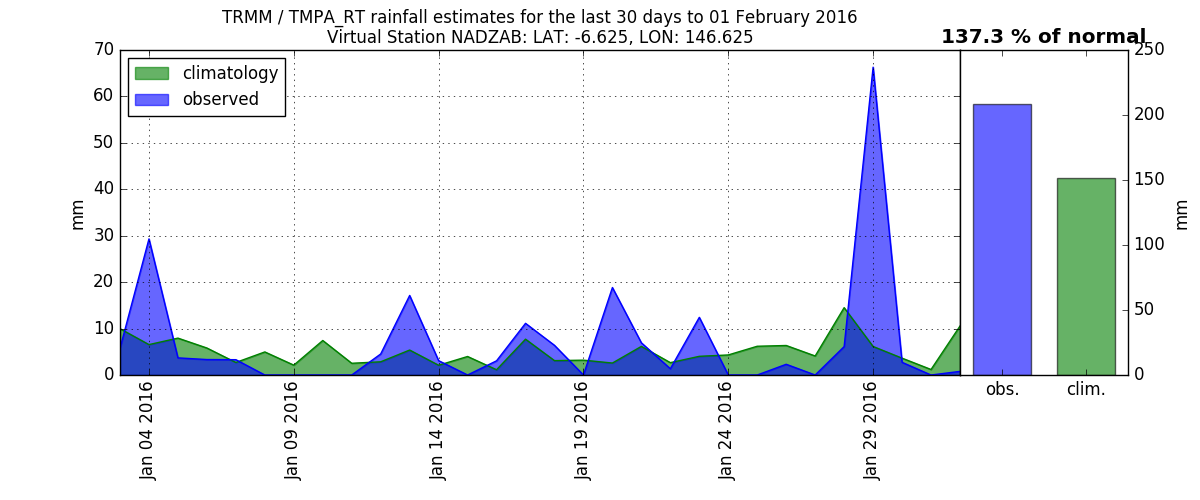 TRMM / TMPA_RT rainfall estimates for the last 30 days to 01 February 2016
Virtual Station NADZAB: LAT: -6.625, LON: 146.625
137.3 % of normal
climatology
observed
mm
70
60
50
40
30
20
10
0
Jan 04 2016
Jan 09 2016
Jan 14 2016
Jan 19 2016
Jan 24 2016
Jan 29 2016
obs.
clim.
250
200
150
100
50
0
mm